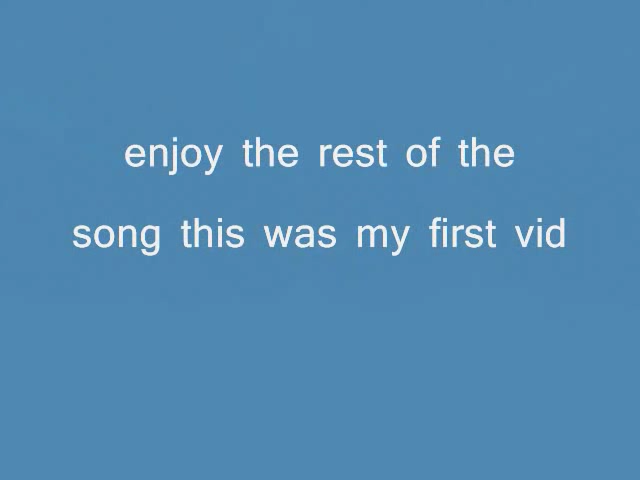 enjoy the rest of the
song this was my first vid